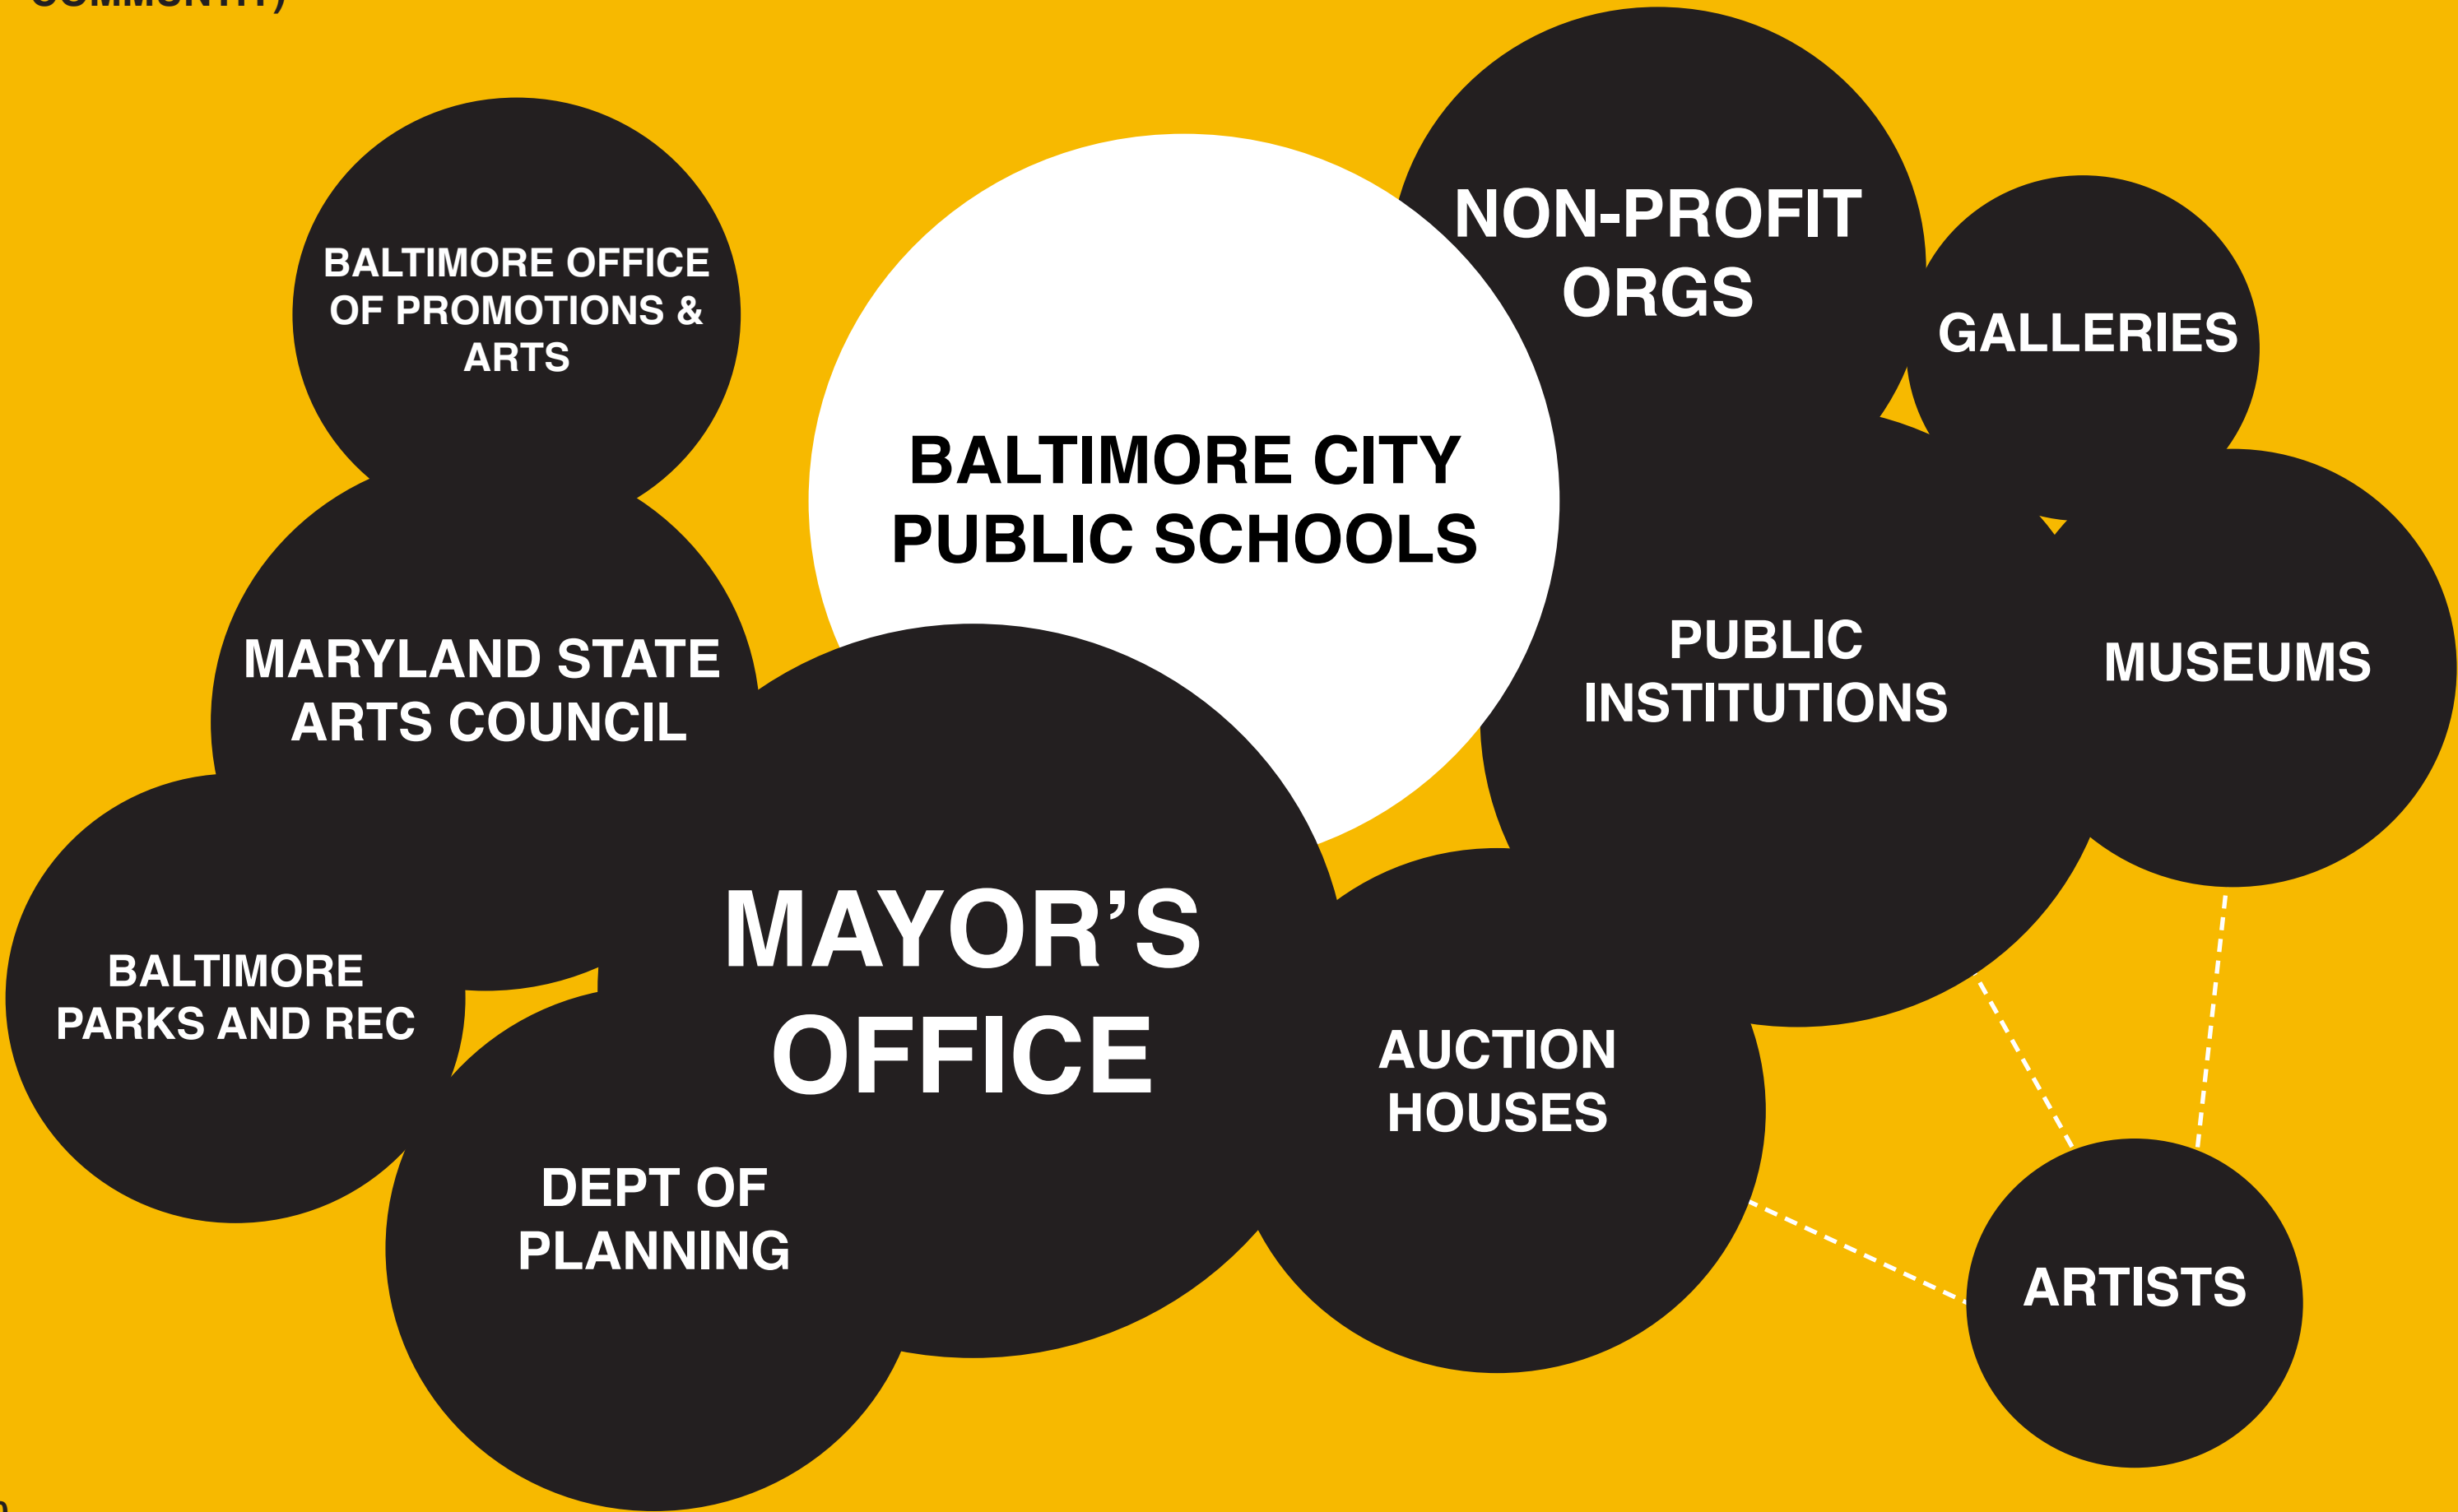 BALTIMORE OFFICE
OF PROMOTIONS &
ARTS
NON-PROFIT
ORGS
GALLERIES
BALTIMORE CITY
PUBLIC SCHOOLS
MARYLAND STATE
ARTS COUNCIL
PUBLIC
INSTITUTIONS
MUSEUMS
MAYOR’S
OFFICE
BALTIMORE
PARKS AND REC
AUCTION
HOUSES
DEPT OF
PLANNING
ARTISTS